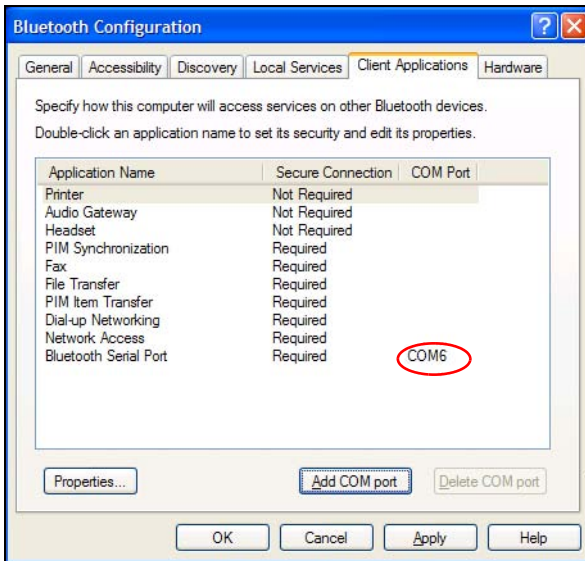 Bluetooth Configuration
?
X
General Accessibility Discovery Local Services Client Applications Hardware
Specify how this computer will access services on other Bluetooth devices.
Double-click an application name to set its security and edit its properties.
Application Name Secure Connection COM Port
Printer Not Required
Audio Gateway Not Required
Headset Not Required
PIM Synchronization Required
Fax Required
File Transfer Required
PIM Item Transfer Required
Dial-up Networking Required
Network Access Required
Bluetooth Serial Port Required COM6
Properties... Add COM port Delete COM port
OK Cancel Apply Help